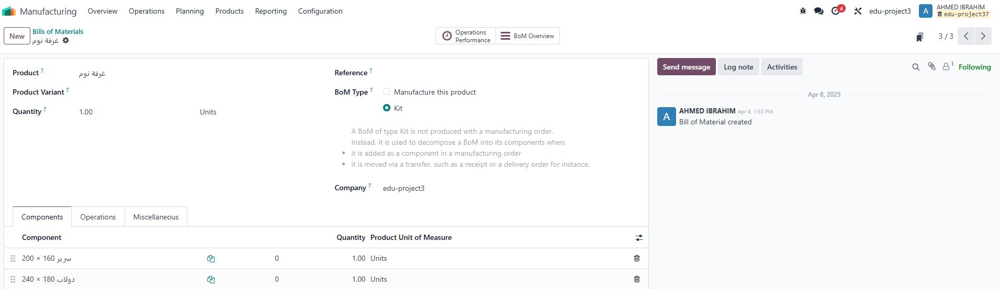 Manufacturing Overview Operations Planning Products Reporting Configuration 4 edu-project3 A AHMED IBRAHIM
edu-project37
New Bills of Materials
غرفة نوم
Operations Performance BoM Overview 3 / 3
Product ? غرفة نوم
Product Variant ?
Quantity ? 1.00 Units
Reference ?
BoM Type ? Manufacture this product
Kit
A BoM of type Kit is not produced with a manufacturing order.
Instead, it is used to decompose a BoM into its components when:
• it is added as a component in a manufacturing order
• it is moved via a transfer, such as a receipt or a delivery order for instance.
Company ? edu-project3
Components Operations Miscellaneous
Component Quantity Product Unit of Measure
سرير 160 × 200 0 1.00 Units
دولاب 180 × 240 0 1.00 Units
Send message Log note Activities 1 Following
Apr 8, 2025
A AHMED IBRAHIM Apr 8, 1:53 PM
Bill of Material created